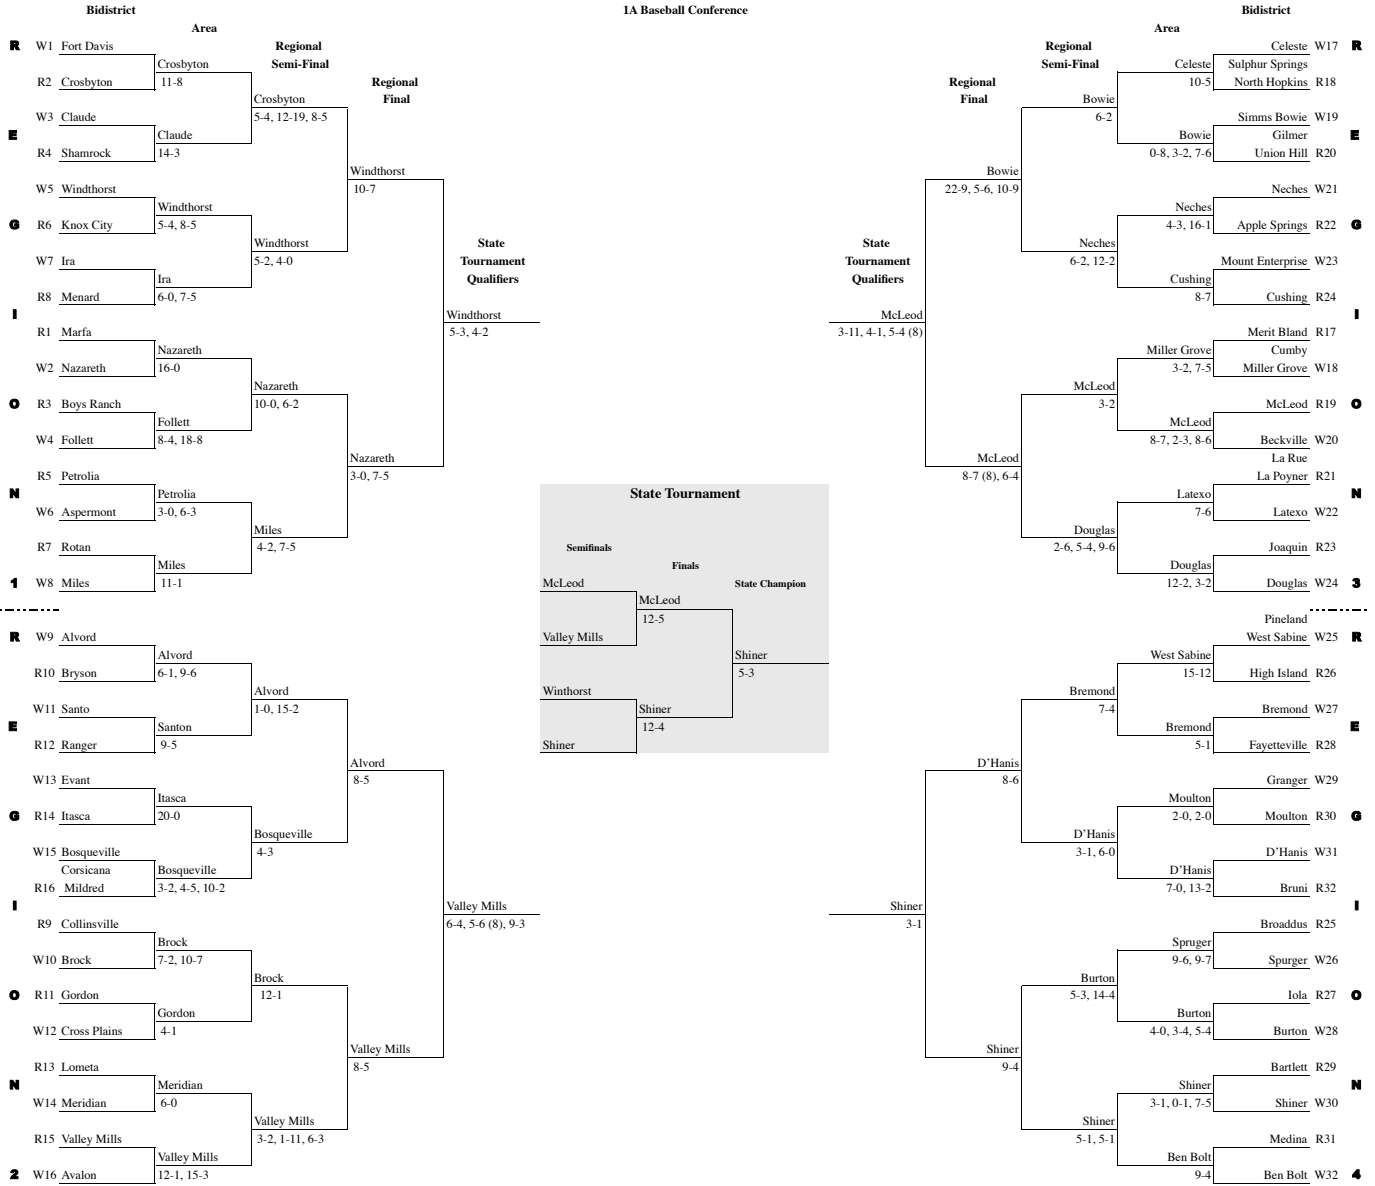 Bidistrict 1A Baseball Conference Bidistrict
Area Area
R W1 Fort Davis Regional Regional Celeste W17 R
Crosbyton Semi-Final Semi-Final Celeste Sulphur Springs
R2 Crosbyton 11-8 Regional Regional 10-5 North Hopkins R18
Crosbyton Final Final Bowie
W3 Claude 5-4, 12-19, 8-5 6-2 Simms Bowie W19
E Claude Bowie Gilmer E
R4 Shamrock 14-3 0-8, 3-2, 7-6 Union Hill R20
Windthorst Bowie
W5 Windthorst 10-7 22-9, 5-6, 10-9 Neches W21
Windthorst Neches
G R6 Knox City 5-4, 8-5 4-3, 16-1 Apple Springs R22 G
Windthorst State State Neches
W7 Ira 5-2, 4-0 Tournament Tournament 6-2, 12-2 Mount Enterprise W23
Ira Qualifiers Qualifiers Cushing
R8 Menard 6-0, 7-5 8-7 Cushing R24
I Windthorst McLeod I
R1 Marfa 5-3, 4-2 3-11, 4-1, 5-4 (8) Merit Bland R17
Nazareth Miller Grove Cumby
W2 Nazareth 16-0 3-2, 7-5 Miller Grove W18
Nazareth McLeod
O R3 Boys Ranch 10-0, 6-2 3-2 McLeod R19 O
Follett McLeod
W4 Follett 8-4, 18-8 8-7, 2-3, 8-6 Beckville W20
Nazareth McLeod La Rue
R5 Petrolia 3-0, 7-5 8-7 (8), 6-4 La Poyner R21
N Petrolia State Tournament Latexo N
W6 Aspermont 3-0, 6-3 7-6 Latexo W22
Miles Douglas
R7 Rotan 4-2, 7-5 Semifinals 2-6, 5-4, 9-6 Joaquin R23
Miles Finals Douglas
1 W8 Miles 11-1 McLeod State Champion 12-2, 3-2 Douglas W24 3
McLeod
12-5 Pineland
R W9 Alvord Valley Mills West Sabine W25 R
Alvord Shiner West Sabine
R10 Bryson 6-1, 9-6 5-3 15-12 High Island R26
Alvord Winthorst Bremond
W11 Santo 1-0, 15-2 Shiner 7-4 Bremond W27
E Santon 12-4 Bremond E
R12 Ranger 9-5 Shiner 5-1 Fayetteville R28
Alvord D'Hanis
W13 Evant 8-5 8-6 Granger W29
Itasca Moulton
G R14 Itasca 20-0 2-0, 2-0 Moulton R30 G
Bosqueville D'Hanis
W15 Bosqueville 4-3 3-1, 6-0 D'Hanis W31
Corsicana Bosqueville D'Hanis
R16 Mildred 3-2, 4-5, 10-2 7-0, 13-2 Bruni R32
I Valley Mills Shiner I
R9 Collinsville 6-4, 5-6 (8), 9-3 3-1 Broaddus R25
Brock Spruger
W10 Brock 7-2, 10-7 9-6, 9-7 Spurger W26
Brock Burton
O R11 Gordon 12-1 5-3, 14-4 Iola R27 O
Gordon Burton
W12 Cross Plains 4-1 4-0, 3-4, 5-4 Burton W28
Valley Mills Shiner
R13 Lometa 8-5 9-4 Bartlett R29
N Meridian Shiner N
W14 Meridian 6-0 3-1, 0-1, 7-5 Shiner W30
Valley Mills Shiner
R15 Valley Mills 3-2, 1-11, 6-3 5-1, 5-1 Medina R31
Valley Mills Ben Bolt
2 W16 Avalon 12-1, 15-3 9-4 Ben Bolt W32 4